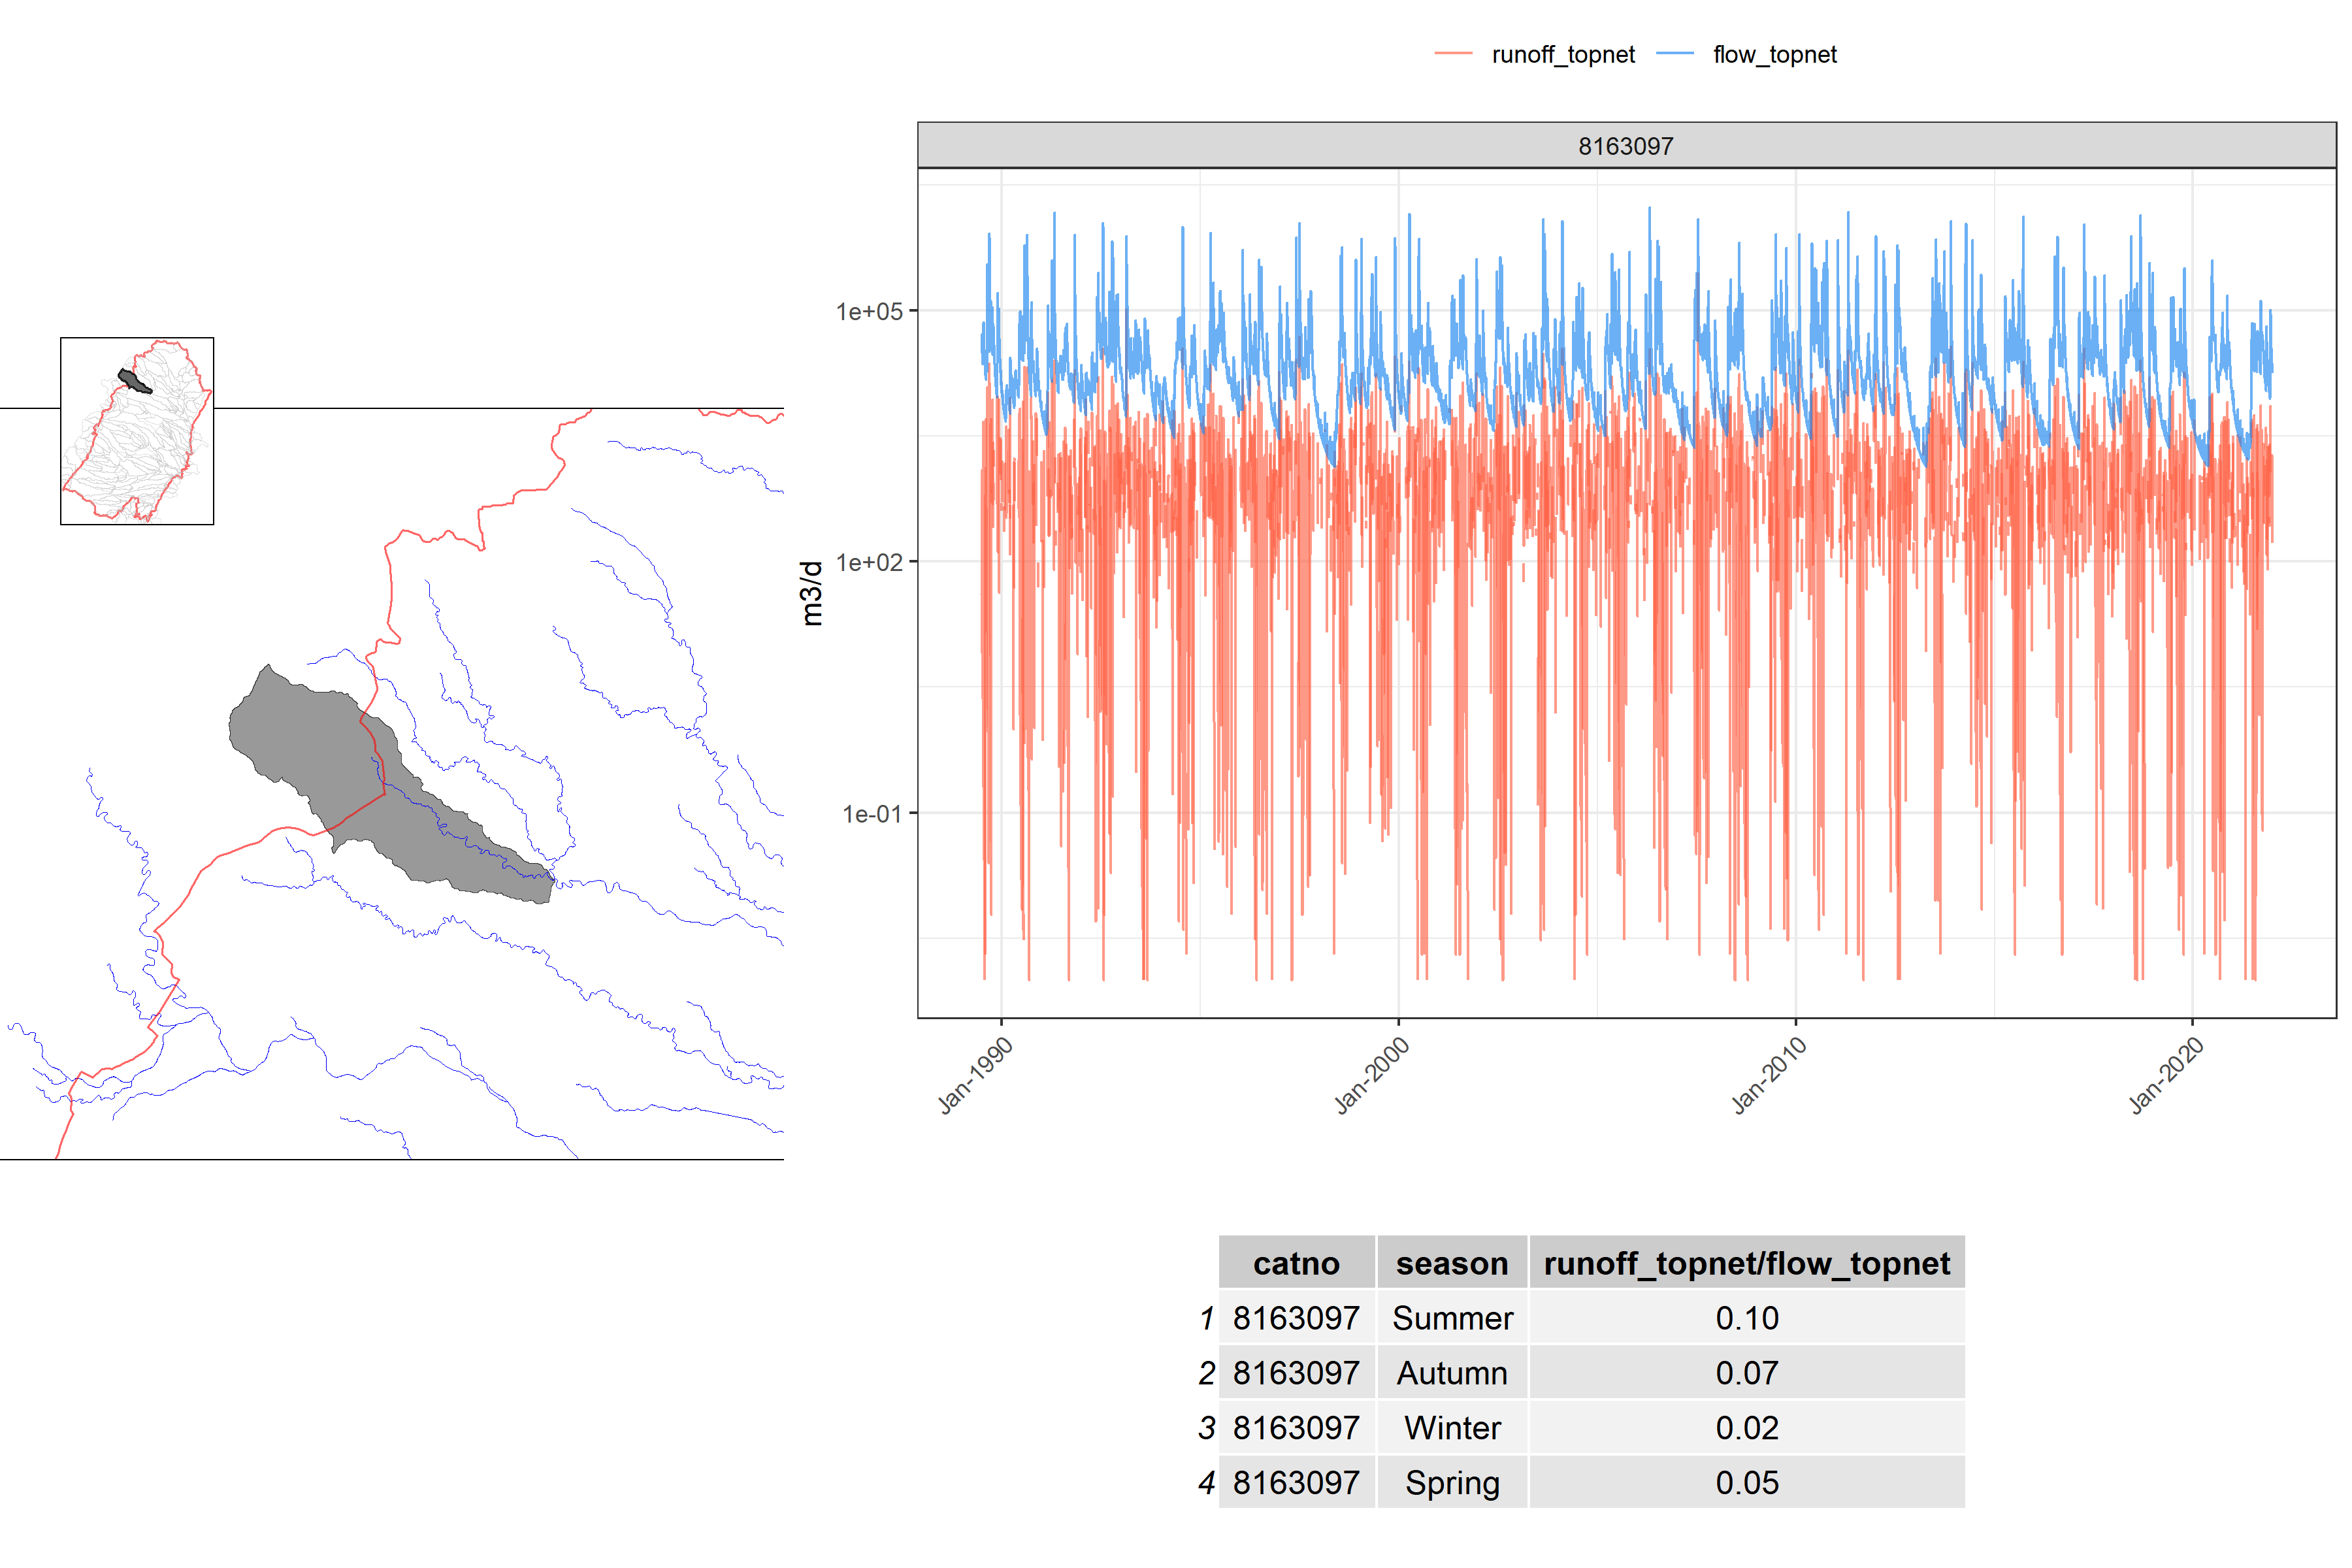 runoff_topnet flow_topnet
8163097
m3/d
1e+05
1e+02
1e-01
Jan-1990 Jan-2000 Jan-2010 Jan-2020
catno season runoff_topnet/flow_topnet
1 8163097 Summer 0.10
2 8163097 Autumn 0.07
3 8163097 Winter 0.02
4 8163097 Spring 0.05